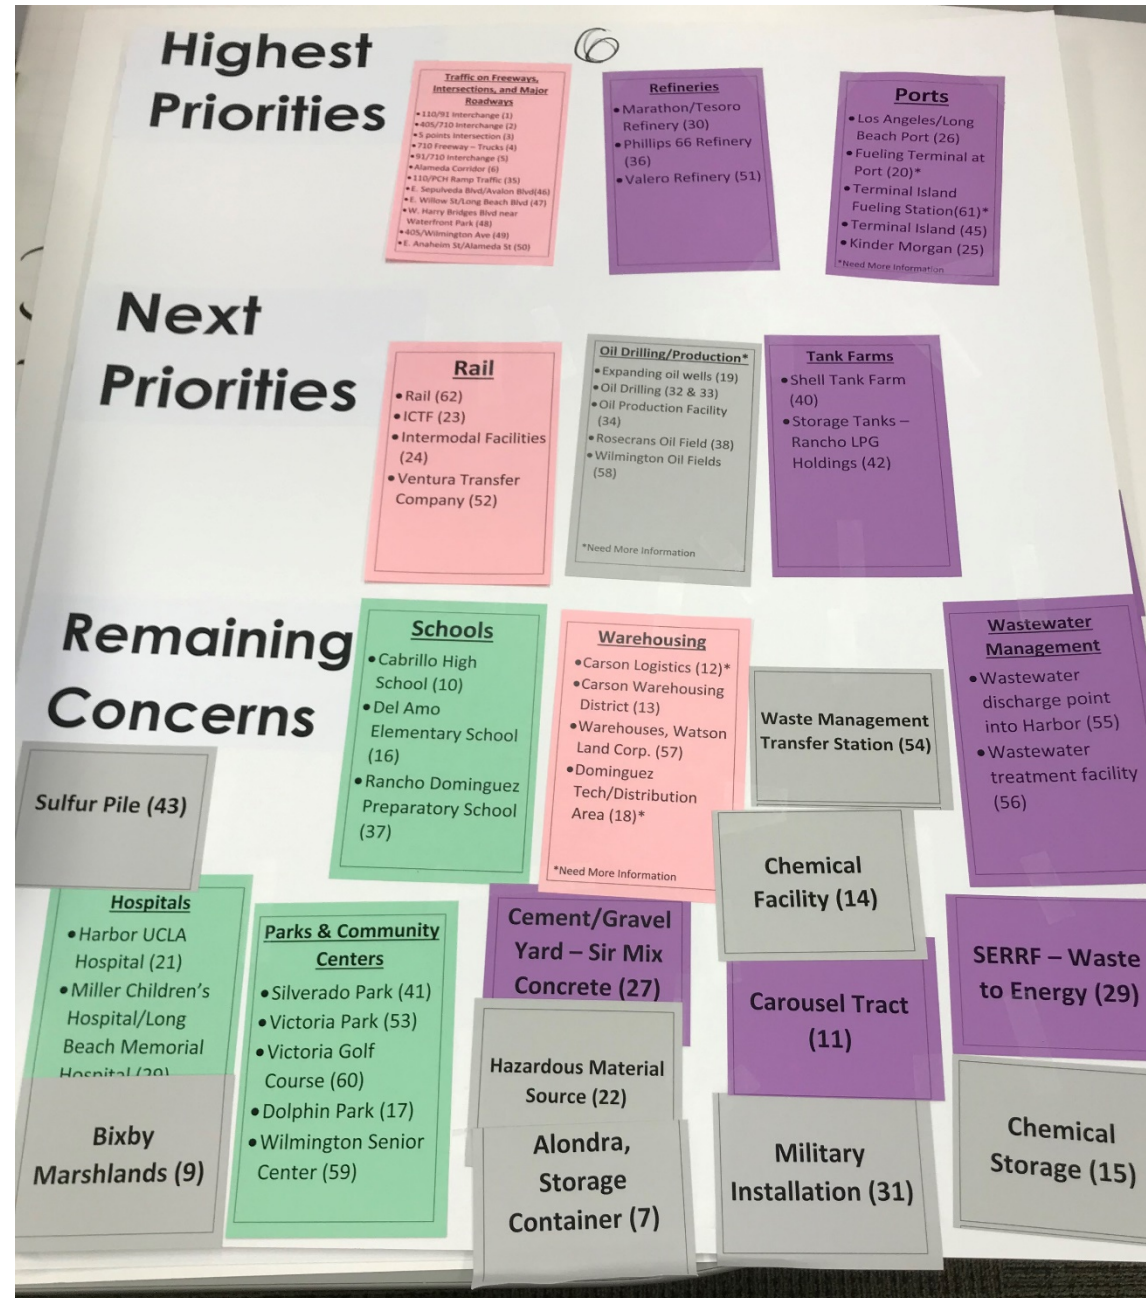 Highest
Priorities
6
Traffic on Freeways,
Intersections, and Major
Roadways
•110/91 Interchange (1)
•405/710 Interchange (2)
•5 points Intersection (3)
•710 Freeway – Trucks (4)
•91/710 Interchange (5)
•Alameda Corridor (6)
•110/PCH Ramp Traffic (35)
•E. Sepulveda Blvd/Avalon Blvd(46)
•E. Willow St/Long Beach Blvd (47)
•W. Harry Bridges Blvd near
Waterfront Park (48)
•405/Wilmington Ave (49)
•E. Anaheim St/Alameda St (50)
Refineries
•Marathon/Tesoro
Refinery (30)
•Phillips 66 Refinery
(36)
•Valero Refinery (51)
Ports
•Los Angeles/Long
Beach Port (26)
•Fueling Terminal at
Port (20)*
•Terminal Island
Fueling Station(61)*
•Terminal Island (45)
•Kinder Morgan (25)
*Need More Information
Next
Priorities
Rail
•Rail (62)
•ICTF (23)
•Intermodal Facilities
(24)
•Ventura Transfer
Company (52)
Oil Drilling/Production*
•Expanding oil wells (19)
•Oil Drilling (32 & 33)
•Oil Production Facility
(34)
•Rosecrans Oil Field (38)
•Wilmington Oil Fields
(58)
*Need More Information
Tank Farms
•Shell Tank Farm
(40)
•Storage Tanks –
Rancho LPG
Holdings (42)
Remaining
Concerns
Schools
•Cabrillo High
School (10)
•Del Amo
Elementary School
(16)
•Rancho Dominguez
Preparatory School
(37)
Warehousing
•Carson Logistics (12)*
•Carson Warehousing
District (13)
•Warehouses, Watson
Land Corp. (57)
•Dominguez
Tech/Distribution
Area (18)*
*Need More Information
Waste Management
Transfer Station (54)
Wastewater
Management
•Wastewater
discharge point
into Harbor (55)
•Wastewater
treatment facility
(56)
Sulfur Pile (43)
Chemical
Facility (14)
Hospitals
•Harbor UCLA
Hospital (21)
•Miller Children's
Hospital/Long
Beach Memorial
Hospital
Parks & Community
Centers
•Silverado Park (41)
•Victoria Park (53)
•Victoria Golf
Course (60)
•Dolphin Park (17)
•Wilmington Senior
Center (59)
Cement/Gravel
Yard – Sir Mix
Concrete (27)
Carousel Tract
(11)
SERRF – Waste
to Energy (29)
Hazardous Material
Source (22)
Bixby
Marshlands (9)
Alondra,
Storage
Container (7)
Military
Installation (31)
Chemical
Storage (15)